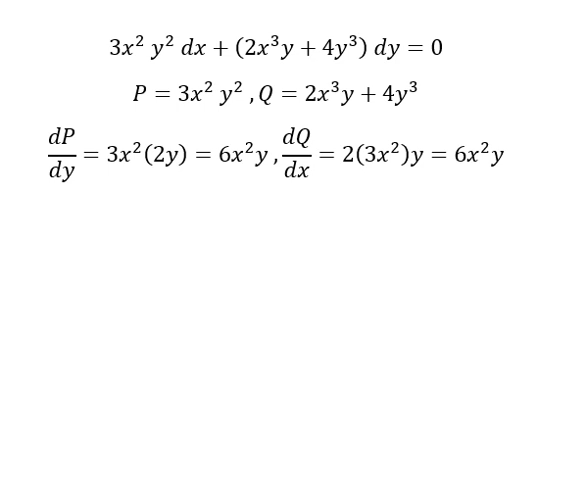 3x² y² dx + (2x³y + 4y³) dy = 0
P = 3x² y² , Q = 2x³y + 4y³
dP/dy = 3x²(2y) = 6x²y , dQ/dx = 2(3x²)y = 6x²y